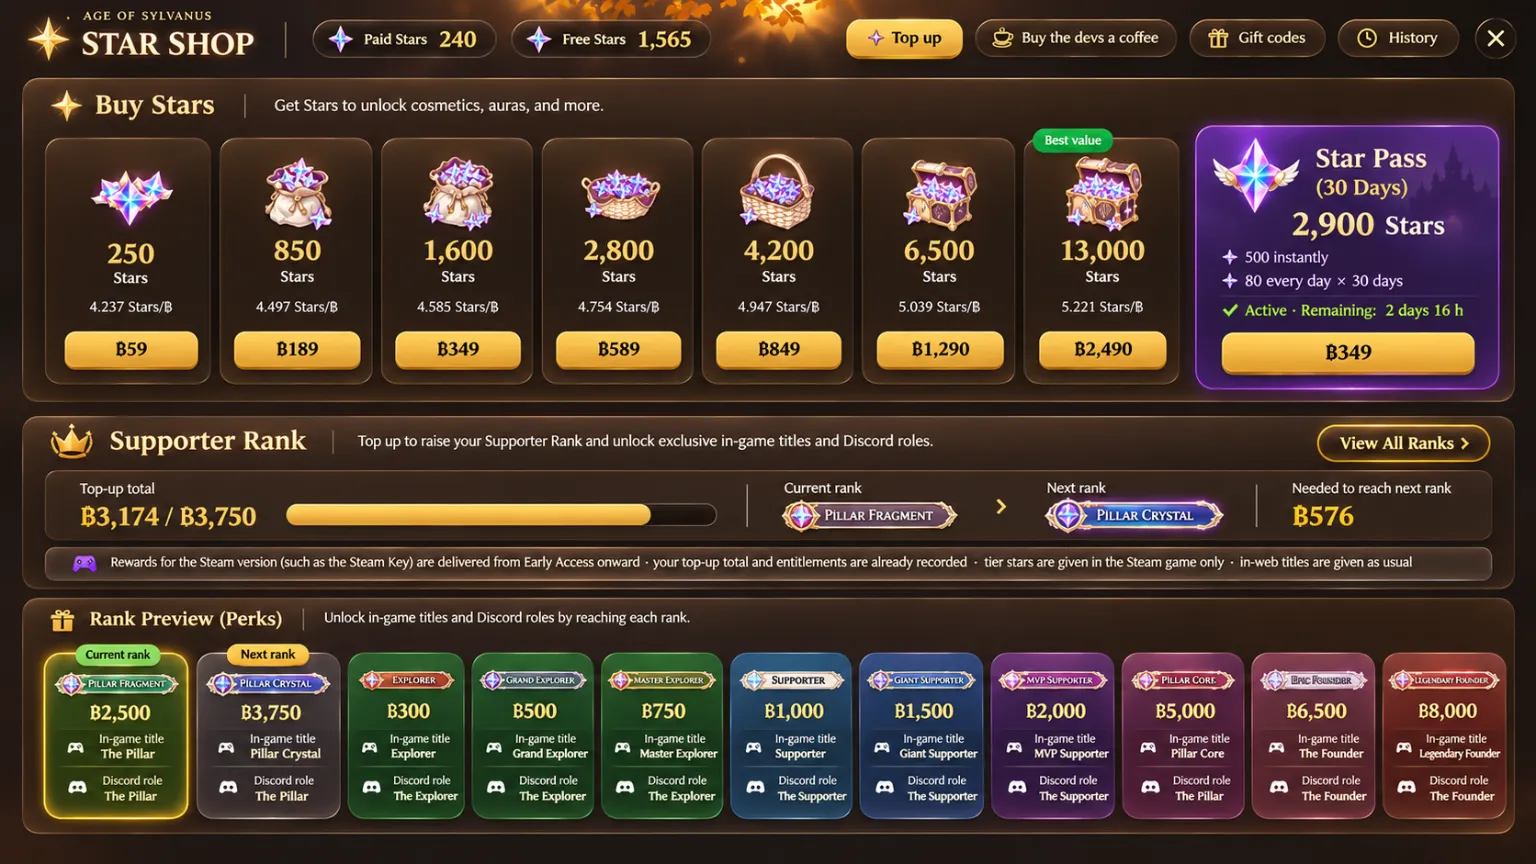 AGE OF SYLVANUS
STAR SHOP
Paid Stars 240
Free Stars 1,565
Top up
Buy the devs a coffee
Gift codes
History
Buy Stars
Get Stars to unlock cosmetics, auras, and more.
250
Stars
4.237 Stars/฿
฿59
850
Stars
4.497 Stars/฿
฿189
1,600
Stars
4.585 Stars/฿
฿349
2,800
Stars
4.754 Stars/฿
฿589
4,200
Stars
4.947 Stars/฿
฿849
6,500
Stars
5.039 Stars/฿
฿1,290
Best value
13,000
Stars
5.221 Stars/฿
฿2,490
Star Pass
(30 Days)
2,900 Stars
500 instantly
80 every day × 30 days
Active · Remaining: 2 days 16 h
฿349
Supporter Rank
Top up to raise your Supporter Rank and unlock exclusive in-game titles and Discord roles.
View All Ranks >
Top-up total
฿3,174 / ฿3,750
Current rank
PILLAR FRAGMENT
Next rank
PILLAR CRYSTAL
Needed to reach next rank
฿576
Rewards for the Steam version (such as the Steam Key) are delivered from Early Access onward · your top-up total and entitlements are already recorded · tier stars are given in the Steam game only · in-web titles are given as usual
Rank Preview (Perks)
Unlock in-game titles and Discord roles by reaching each rank.
Current rank
PILLAR FRAGMENT
฿2,500
In-game title
The Pillar
Discord role
The Pillar
Next rank
PILLAR CRYSTAL
฿3,750
In-game title
Pillar Crystal
Discord role
The Pillar
EXPLORER
฿300
In-game title
Explorer
Discord role
The Explorer
GRAND EXPLORER
฿500
In-game title
Grand Explorer
Discord role
The Explorer
MASTER EXPLORER
฿750
In-game title
Master Explorer
Discord role
The Explorer
SUPPORTER
฿1,000
In-game title
Supporter
Discord role
The Supporter
GIANT SUPPORTER
฿1,500
In-game title
Giant Supporter
Discord role
The Supporter
MVP SUPPORTER
฿2,000
In-game title
MVP Supporter
Discord role
The Supporter
PILLAR CORE
฿5,000
In-game title
Pillar Core
Discord role
The Pillar
EPIC FOUNDER
฿6,500
In-game title
The Founder
Discord role
The Founder
LEGENDARY FOUNDER
฿8,000
In-game title
Legendary Founder
Discord role
The Founder